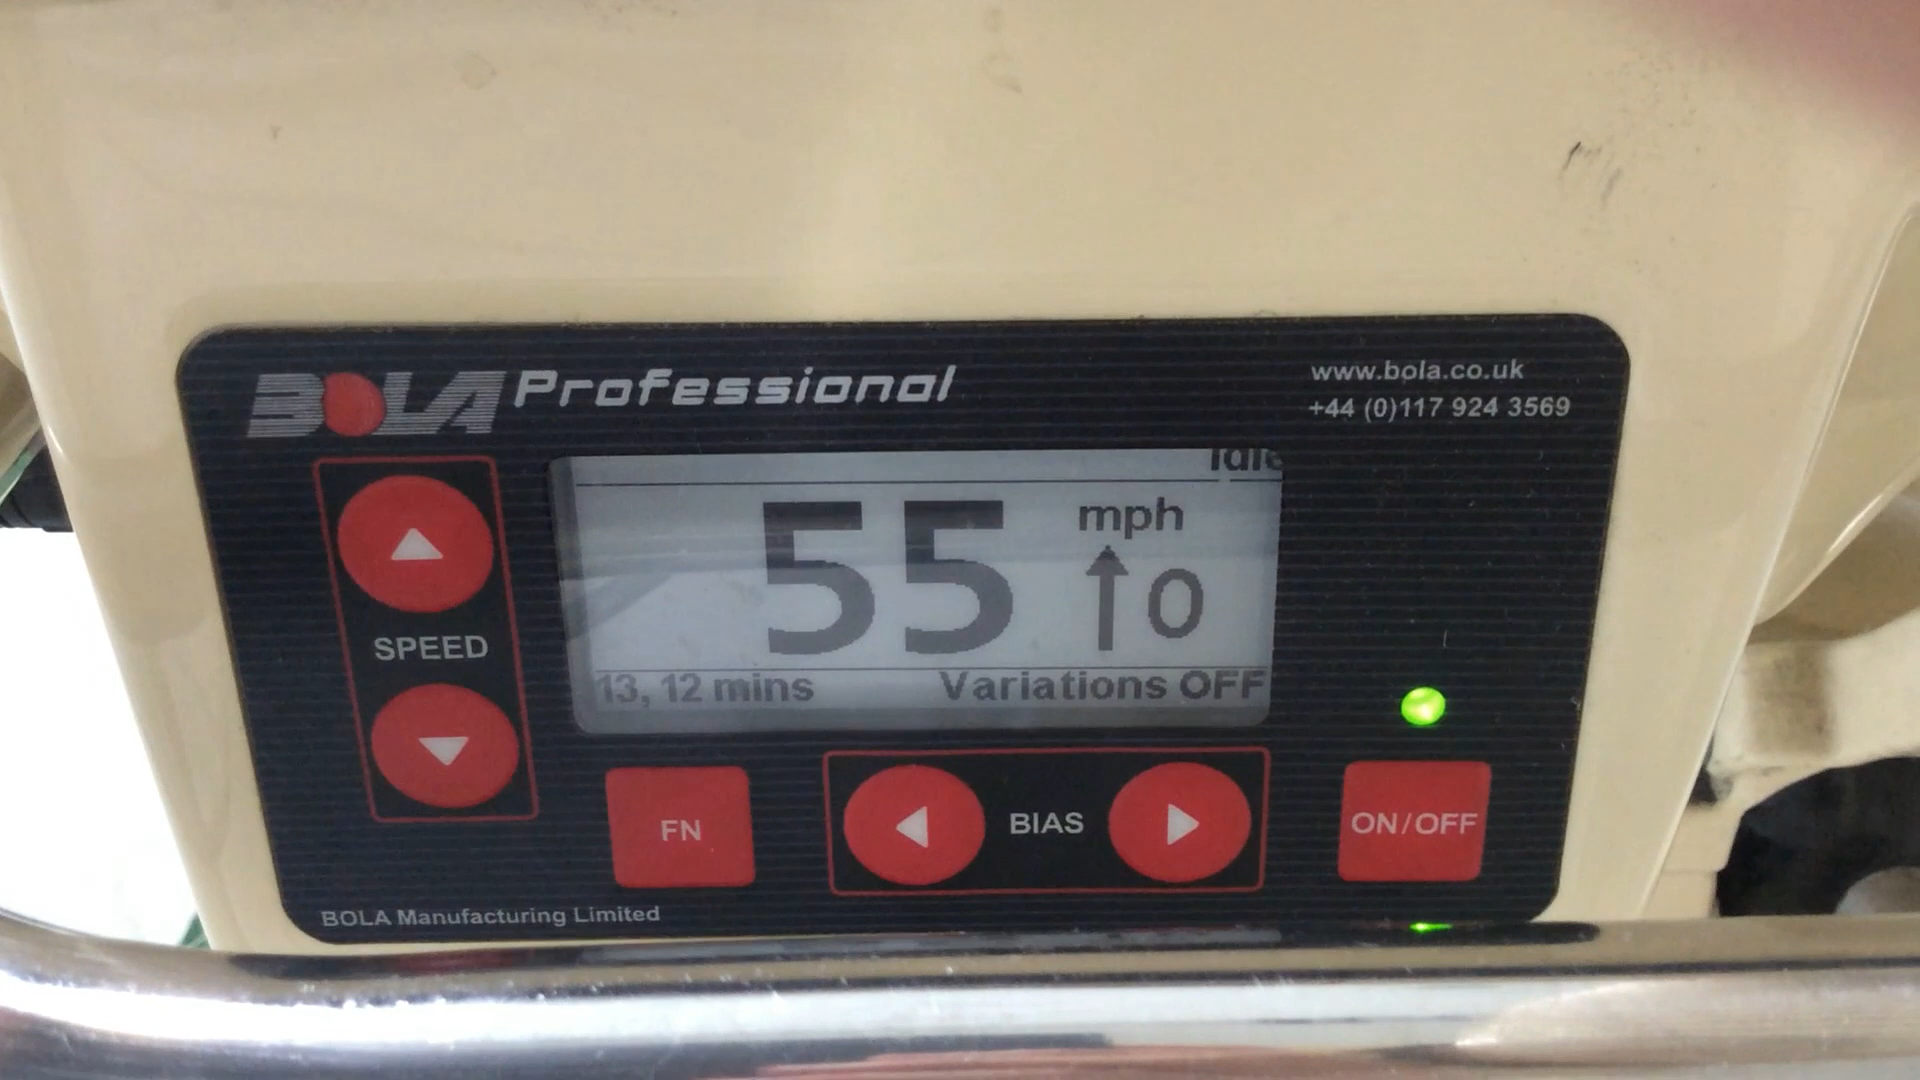 BOLA Professional
www.bola.co.uk
+44 (0)117 924 3569
Idle
55 mph
0
13, 12 mins Variations OFF
SPEED
FN
BIAS
ON/OFF
BOLA Manufacturing Limited